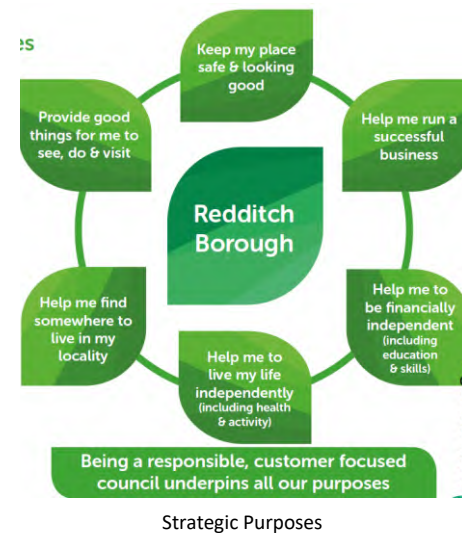 es
Keep my place
safe & looking
good
Provide good
things for me to
see, do & visit
Help me run a
successful
business
Redditch
Borough
Help me find
somewhere to
live in my
locality
Help me to
be financially
independent
(including
education
& skills)
Help me to
live my life
independently
(including health
& activity)
Being a responsible, customer focused
council underpins all our purposes
Strategic Purposes